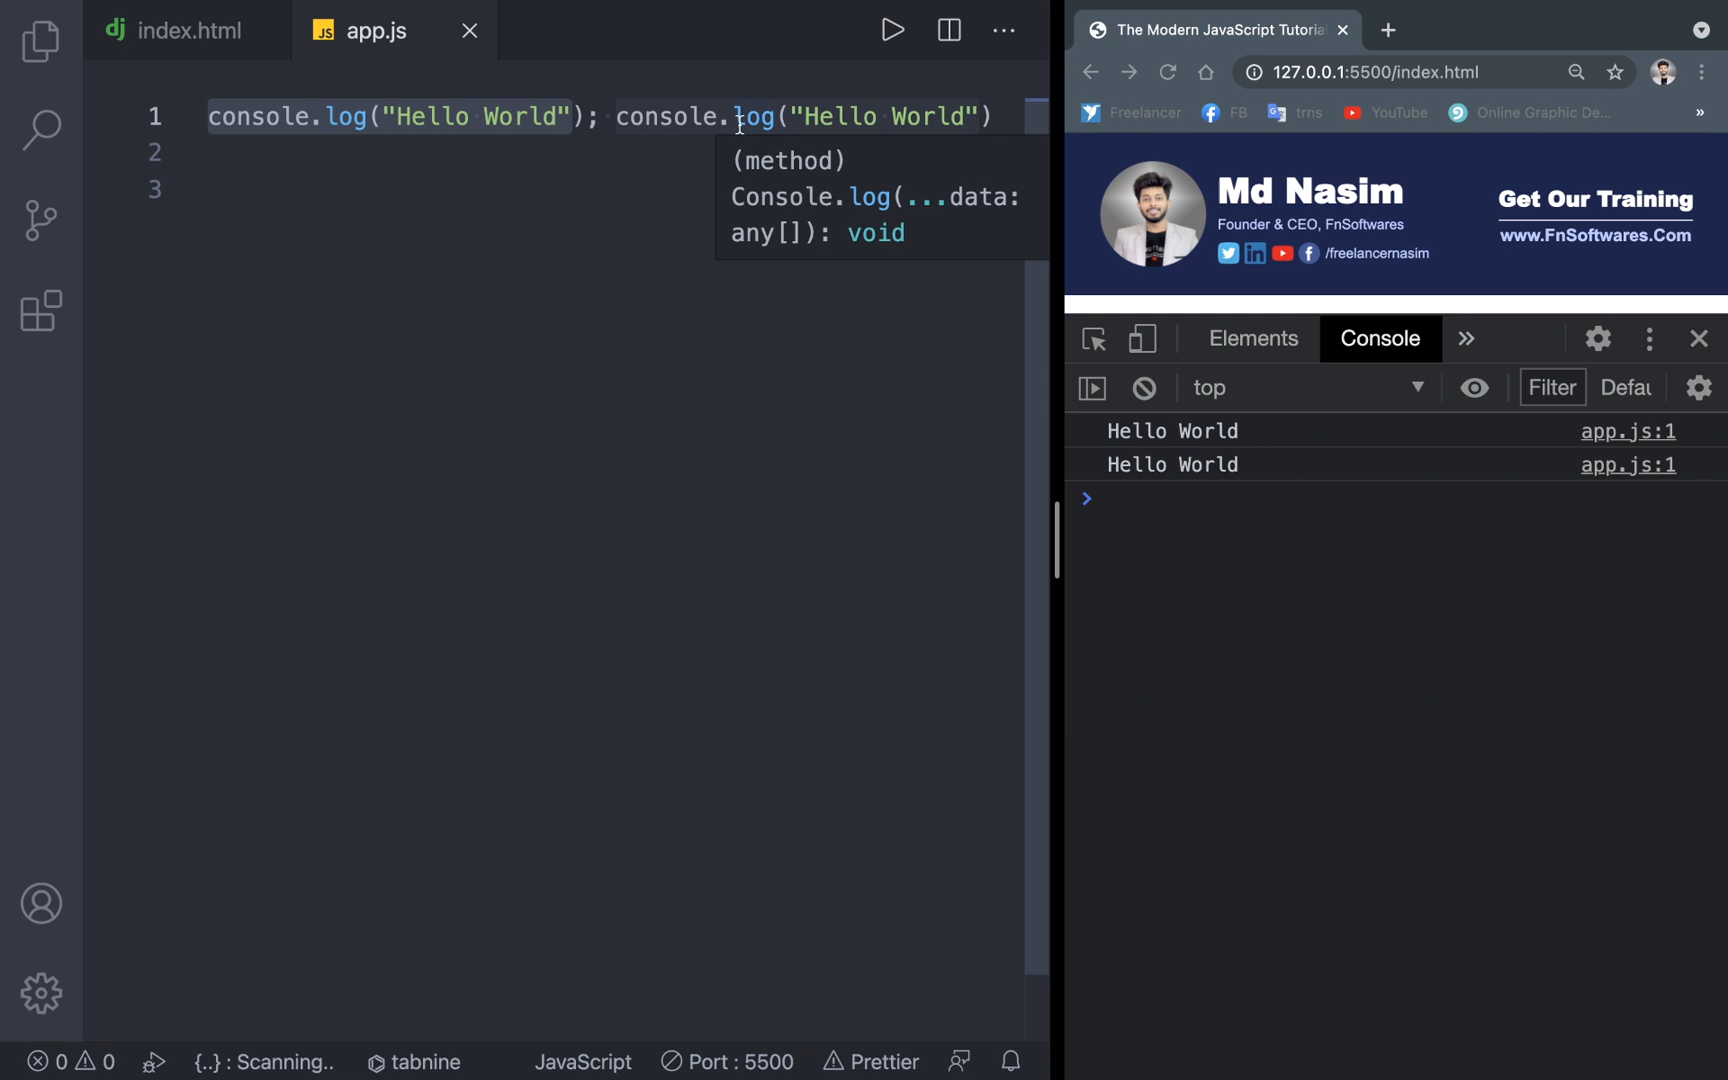 index.html
app.js
The Modern JavaScript Tutoria
127.0.0.1:5500/index.html
Freelancer FB trns YouTube Online Graphic De... »
1 console.log("Hello World"); console.log("Hello World")
2
3
(method)
Console.log(...data:
any[]): void
Md Nasim
Founder & CEO, FnSoftwares
/freelancernasim
Get Our Training
www.FnSoftwares.Com
Elements Console »
top Filter Defau
Hello World app.js:1
Hello World app.js:1
0 0 {..} : Scanning.. tabnine JavaScript Port : 5500 Prettier